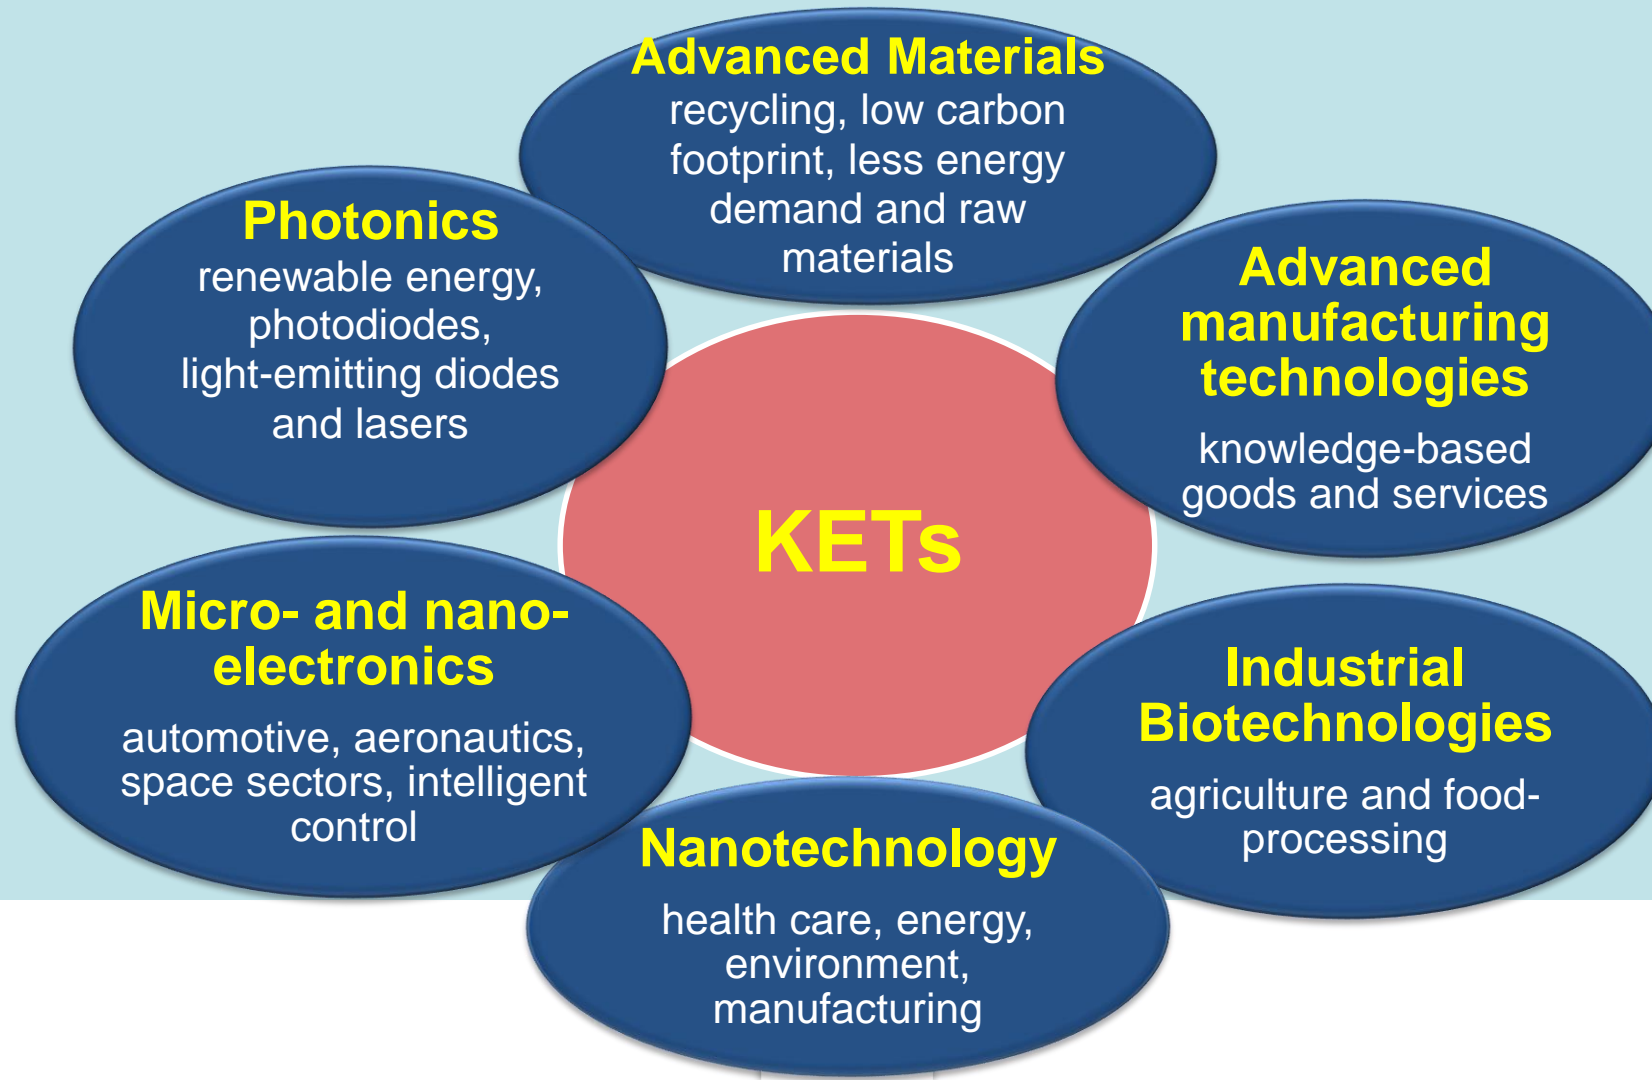 Advanced Materials
recycling, low carbon
footprint, less energy
demand and raw
materials
Photonics
renewable energy,
photodiodes,
light-emitting diodes
and lasers
Advanced
manufacturing
technologies
knowledge-based
goods and services
KETs
Micro- and nano-
electronics
automotive, aeronautics,
space sectors, intelligent
control
Industrial
Biotechnologies
agriculture and food-
processing
Nanotechnology
health care, energy,
environment,
manufacturing